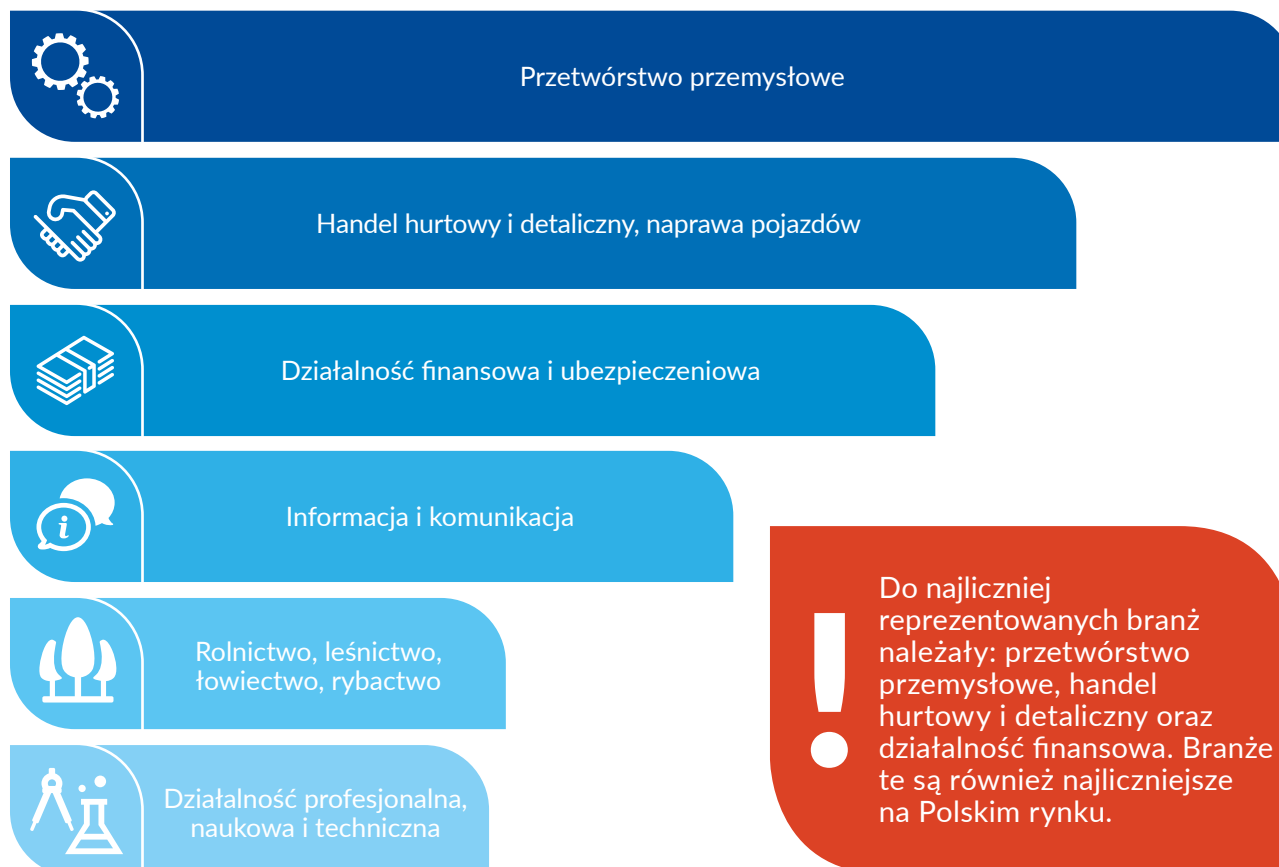 Przetwórstwo przemysłowe
Handel hurtowy i detaliczny, naprawa pojazdów
Działalność finansowa i ubezpieczeniowa
i
Informacja i komunikacja
Rolnictwo, leśnictwo,
łowiectwo, rybactwo
Działalność profesjonalna,
naukowa i techniczna
!
Do najliczniej
reprezentowanych branż
należały: przetwórstwo
przemysłowe, handel
hurtowy i detaliczny oraz
działalność finansowa. Branże
te są również najliczniejsze
na Polskim rynku.